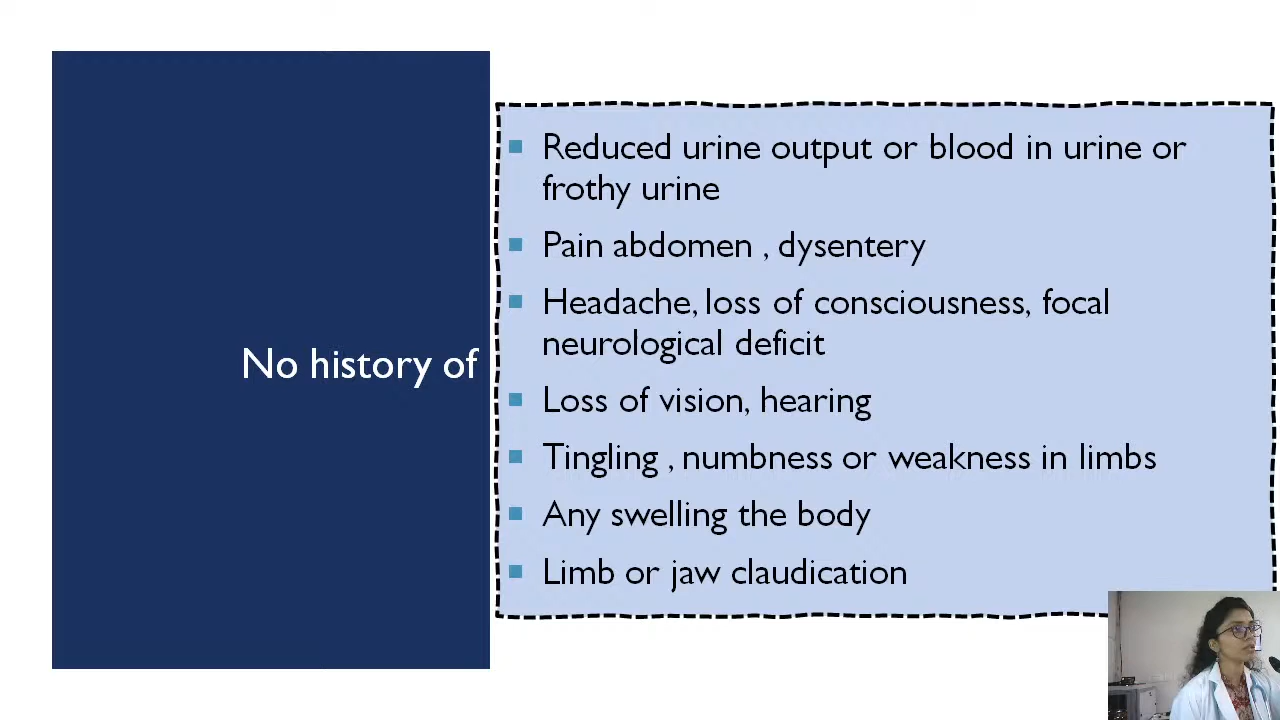 No history of
Reduced urine output or blood in urine or
frothy urine
Pain abdomen , dysentery
Headache, loss of consciousness, focal
neurological deficit
Loss of vision, hearing
Tingling , numbness or weakness in limbs
Any swelling the body
Limb or jaw claudication